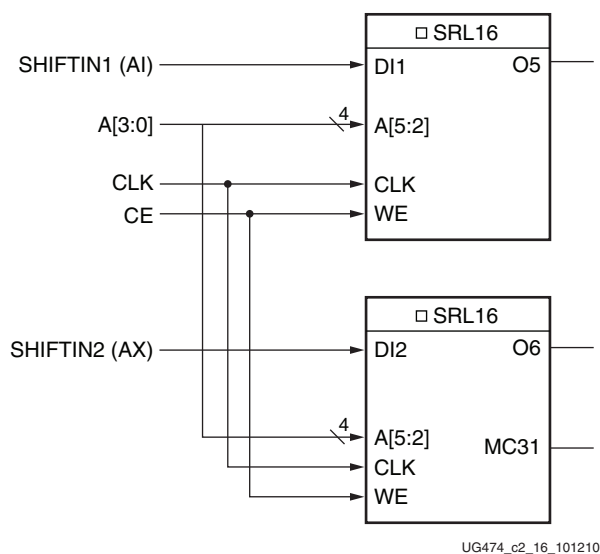 □ SRL16
SHIFTIN1 (AI)
DI1
O5
A[3:0]
4
A[5:2]
CLK
CLK
CE
WE
□ SRL16
SHIFTIN2 (AX)
DI2
O6
4
A[5:2]
MC31
CLK
WE
UG474_c2_16_101210